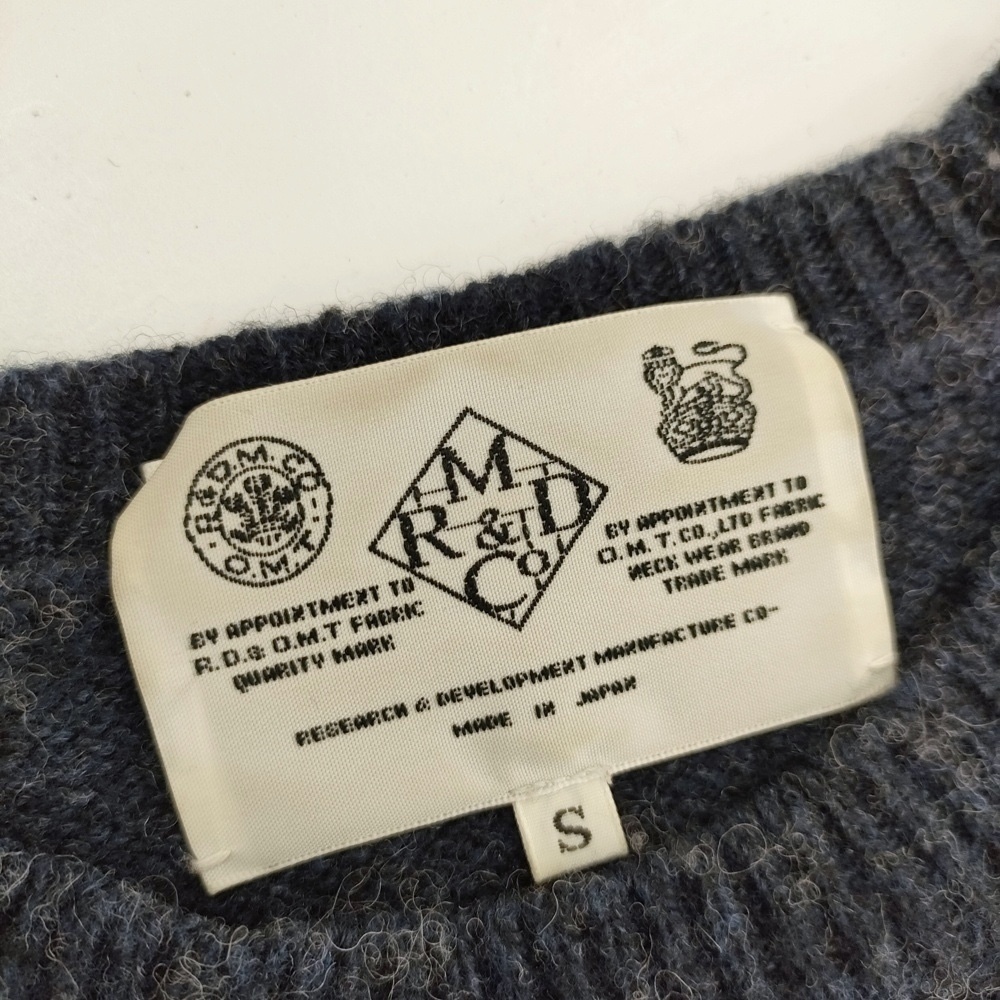 R&D.M.CO-
O.M.T.
BY APPOINTMENT TO
R.D.& O.M.T FABRIC
QUARITY MARK
M
R & D
Co
BY APPOINTMENT TO
O.M.T.CO.,LTD FABRIC
NECK WEAR BRAND
TRADE MARK
RESEARCH & DEVELOPMENT MANUFACTURE CO-
MADE IN JAPAN
S